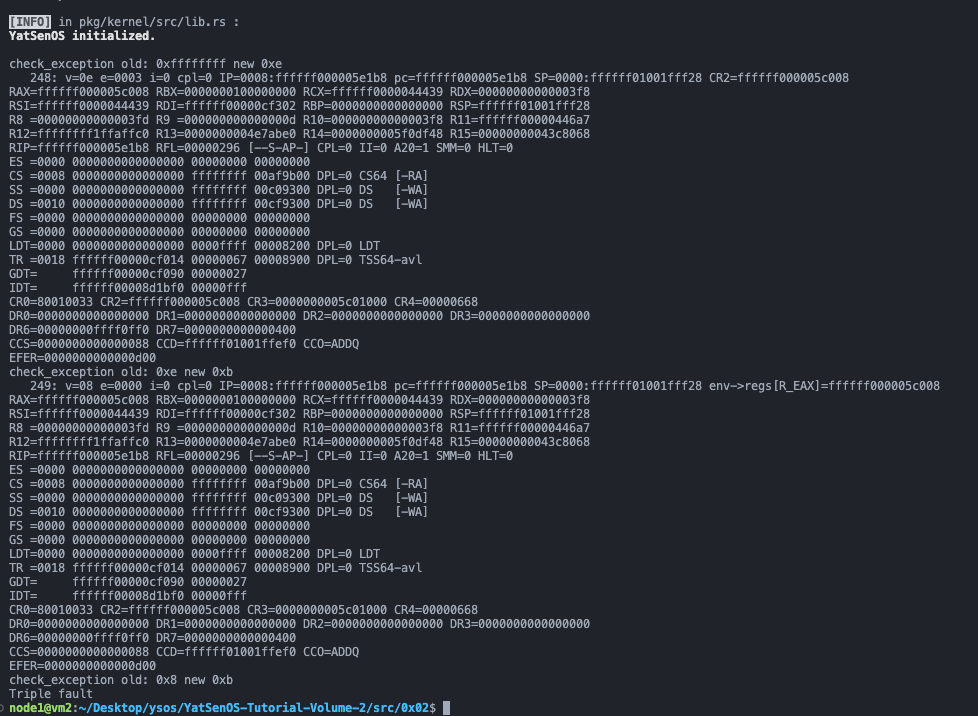 [INFO] in pkg/kernel/src/lib.rs :
YatSenOS initialized.
check_exception old: 0xffffffff new 0xe
248: v=0e e=0003 i=0 cpl=0 IP=0008:ffffff000005e1b8 pc=ffffff000005e1b8 SP=0000:ffffff01001fff28 CR2=ffffff000005c008
RAX=ffffff000005c008 RBX=0000000100000000 RCX=ffffff0000044439 RDX=00000000000003f8
RSI=ffffff0000044439 RDI=ffffff00000cf302 RBP=0000000000000000 RSP=ffffff01001fff28
R8 =00000000000003fd R9 =000000000000000d R10=00000000000003f8 R11=ffffff00000446a7
R12=ffffffff1ffaffc0 R13=0000000004e7abe0 R14=0000000005f0df48 R15=00000000043c8068
RIP=ffffff000005e1b8 RFL=00000296 [--S-AP-] CPL=0 II=0 A20=1 SMM=0 HLT=0
ES =0000 0000000000000000 00000000 00000000
CS =0008 0000000000000000 ffffffff 00af9b00 DPL=0 CS64 [-RA]
SS =0000 0000000000000000 ffffffff 00c09300 DPL=0 DS   [-WA]
DS =0010 0000000000000000 ffffffff 00cf9300 DPL=0 DS   [-WA]
FS =0000 0000000000000000 00000000 00000000
GS =0000 0000000000000000 00000000 00000000
LDT=0000 0000000000000000 0000ffff 00008200 DPL=0 LDT
TR =0018 ffffff00000cf014 00000067 00008900 DPL=0 TSS64-avl
GDT=     ffffff00000cf090 00000027
IDT=     ffffff00008d1bf0 00000fff
CR0=80010033 CR2=ffffff000005c008 CR3=0000000005c01000 CR4=00000668
DR0=0000000000000000 DR1=0000000000000000 DR2=0000000000000000 DR3=0000000000000000
DR6=00000000ffff0ff0 DR7=0000000000000400
CCS=0000000000000088 CCD=ffffff01001ffef0 CCO=ADDQ
EFER=0000000000000d00
check_exception old: 0xe new 0xb
249: v=08 e=0000 i=0 cpl=0 IP=0008:ffffff000005e1b8 pc=ffffff000005e1b8 SP=0000:ffffff01001fff28 env->regs[R_EAX]=ffffff000005c008
RAX=ffffff000005c008 RBX=0000000100000000 RCX=ffffff0000044439 RDX=00000000000003f8
RSI=ffffff0000044439 RDI=ffffff00000cf302 RBP=0000000000000000 RSP=ffffff01001fff28
R8 =00000000000003fd R9 =000000000000000d R10=00000000000003f8 R11=ffffff00000446a7
R12=ffffffff1ffaffc0 R13=0000000004e7abe0 R14=0000000005f0df48 R15=00000000043c8068
RIP=ffffff000005e1b8 RFL=00000296 [--S-AP-] CPL=0 II=0 A20=1 SMM=0 HLT=0
ES =0000 0000000000000000 00000000 00000000
CS =0008 0000000000000000 ffffffff 00af9b00 DPL=0 CS64 [-RA]
SS =0000 0000000000000000 ffffffff 00c09300 DPL=0 DS   [-WA]
DS =0010 0000000000000000 ffffffff 00cf9300 DPL=0 DS   [-WA]
FS =0000 0000000000000000 00000000 00000000
GS =0000 0000000000000000 00000000 00000000
LDT=0000 0000000000000000 0000ffff 00008200 DPL=0 LDT
TR =0018 ffffff00000cf014 00000067 00008900 DPL=0 TSS64-avl
GDT=     ffffff00000cf090 00000027
IDT=     ffffff00008d1bf0 00000fff
CR0=80010033 CR2=ffffff000005c008 CR3=0000000005c01000 CR4=00000668
DR0=0000000000000000 DR1=0000000000000000 DR2=0000000000000000 DR3=0000000000000000
DR6=00000000ffff0ff0 DR7=0000000000000400
CCS=0000000000000088 CCD=ffffff01001ffef0 CCO=ADDQ
EFER=0000000000000d00
check_exception old: 0x8 new 0xb
Triple fault
node1@vm2:~/Desktop/ysos/YatSenOS-Tutorial-Volume-2/src/0x02$